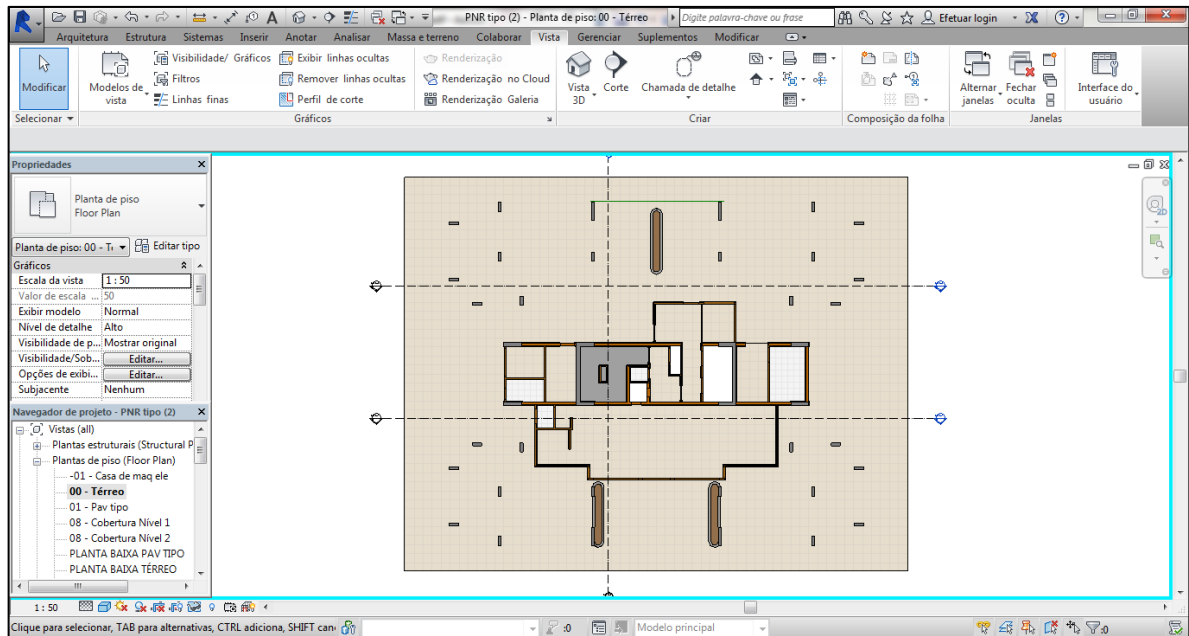 PNR tipo (2) - Planta de piso: 00 - Térreo
Digite palavra-chave ou frase
Efetuar login
Arquitetura Estrutura Sistemas Inserir Anotar Analisar Massa e terreno Colaborar Vista Gerenciar Suplementos Modificar
Modificar
Modelos de vista
Visibilidade/ Gráficos
Filtros
Linhas finas
Exibir linhas ocultas
Remover linhas ocultas
Perfil de corte
Renderização
Renderização no Cloud
Renderização Galeria
Vista 3D
Corte
Chamada de detalhe
Alternar janelas
Fechar oculta
Interface do usuário
Selecionar
Gráficos
Criar
Composição da folha
Janelas
Propriedades
Planta de piso
Floor Plan
Planta de piso: 00 - Editar tipo
Gráficos
Escala da vista 1 : 50
Valor de escala ... 50
Exibir modelo Normal
Nível de detalhe Alto
Visibilidade de p... Mostrar original
Visibilidade/Sob... Editar...
Opções de exibi... Editar...
Subjacente Nenhum
Navegador de projeto - PNR tipo (2)
Vistas (all)
Plantas estruturais (Structural P
Plantas de piso (Floor Plan)
-01 - Casa de maq ele
00 - Térreo
01 - Pav tipo
08 - Cobertura Nível 1
08 - Cobertura Nível 2
PLANTA BAIXA PAV TIPO
PLANTA BAIXA TÉRREO
2D
1 : 50
Clique para selecionar, TAB para alternativas, CTRL adiciona, SHIFT can
:0
Modelo principal
:0